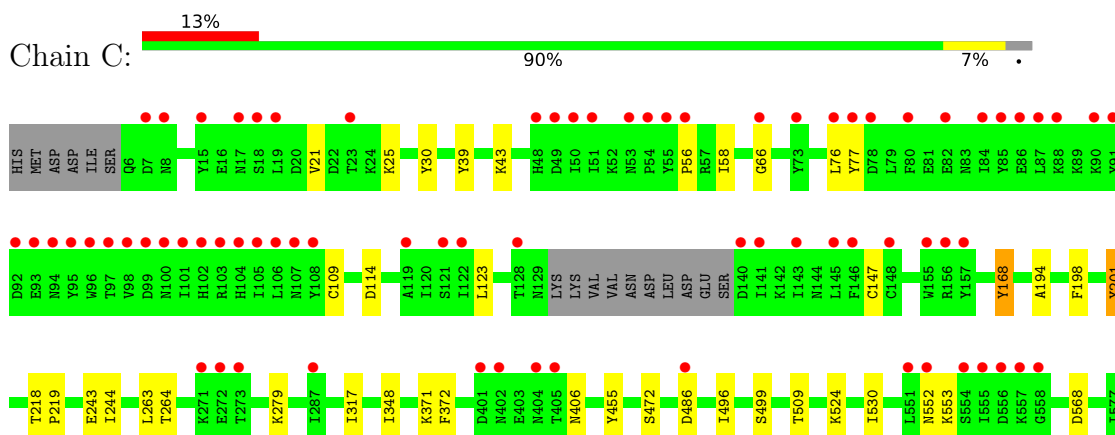 13%
Chain C:
90% 7% •
HIS MET ASP ASP ILE SER Q6 D7 N8 Y15 E16 N17 S18 L19 D20 V21 D22 T23 K24 K25 Y30 Y39 K43 H48 D49 I50 I51 K52 N53 P54 Y55 P56 R57 I58 G66 Y73 L76 Y77 D78 L79 F80 E81 E82 N83 I84 Y85 E86 L87 K88 K89 K90 Y91
D92 E93 N94 Y95 W96 T97 V98 D99 N100 I101 H102 R103 H104 I105 L106 N107 Y108 C109 D114 A119 I120 S121 I122 L123 T128 N129 LYS LYS VAL VAL ASN ASP LEU ASP GLU SER D140 I141 K142 I143 N144 L145 F146 C147 C148 W155 R156 Y157 Y168 A194 F198 Y201
T218 P219 E243 I244 L263 T264 K271 E272 T273 K279 I287 I317 I348 K371 F372 D401 N402 E403 N404 T405 N406 Y455 S472 D486 I496 S499 T509 K524 I530 L551 N552 K553 S554 I555 D556 K557 G558 D568 I577